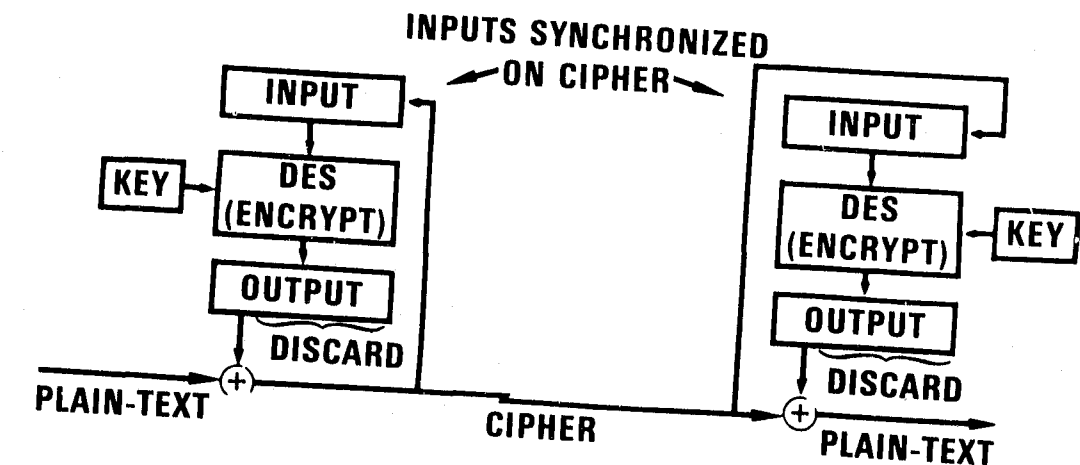 INPUTS SYNCHRONIZED
ON CIPHER
INPUT
KEY
DES
(ENCRYPT)
OUTPUT
DISCARD
PLAIN-TEXT
CIPHER
INPUT
DES
(ENCRYPT)
KEY
OUTPUT
DISCARD
PLAIN-TEXT